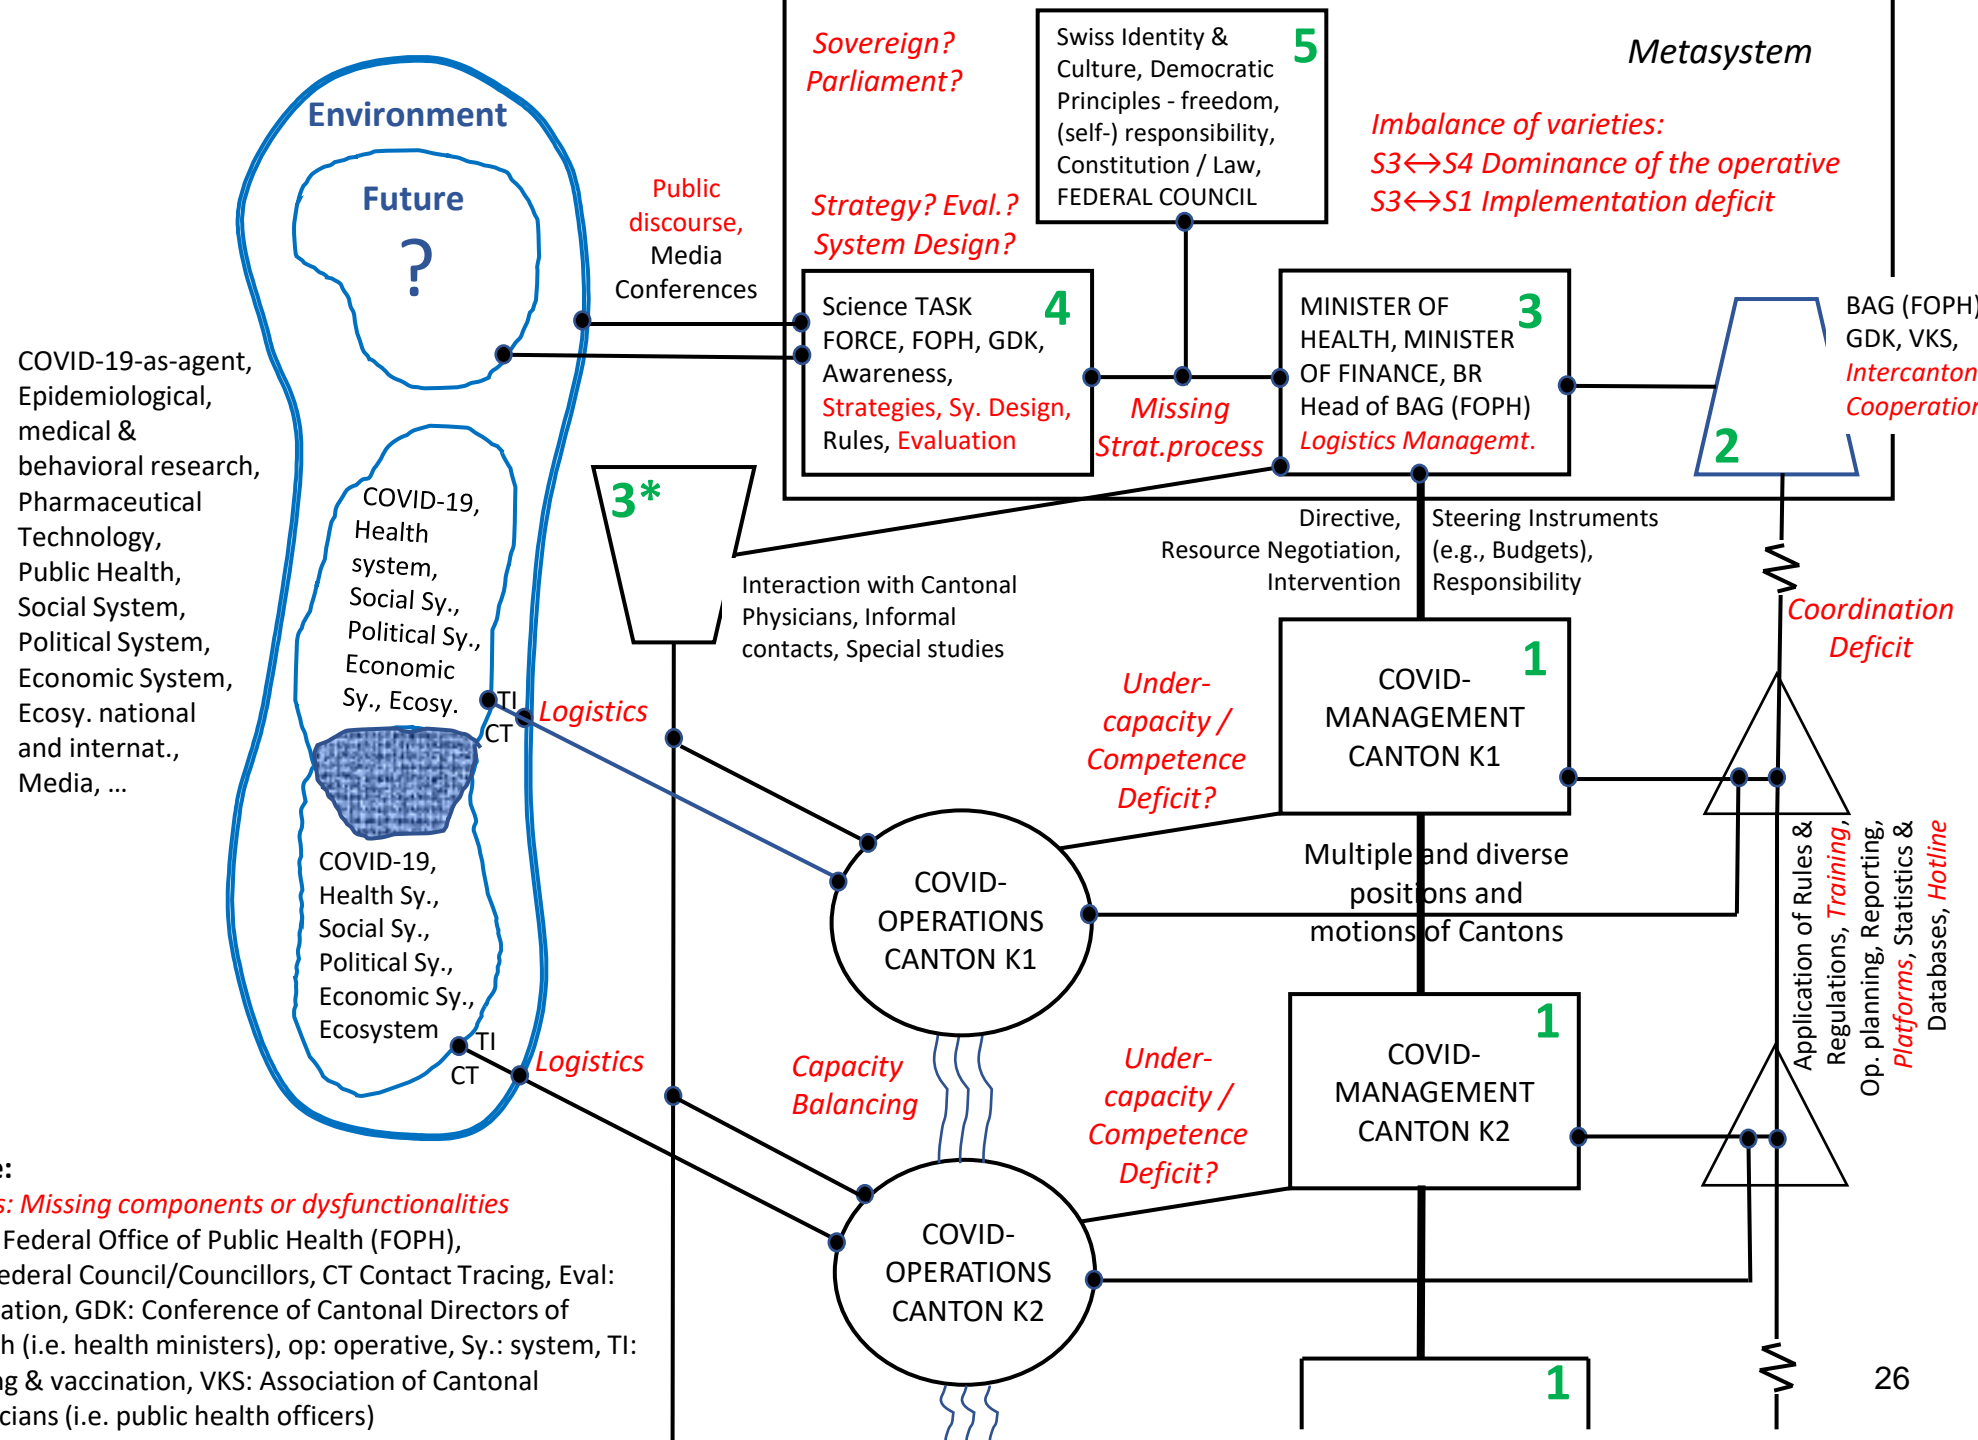 Sovereign?
Parliament?
Swiss Identity &
Culture, Democratic
Principles - freedom,
(self-) responsibility,
Constitution / Law,
FEDERAL COUNCIL
5
Metasystem
Imbalance of varieties:
S3↔S4 Dominance of the operative
S3↔S1 Implementation deficit
Environment
Future
?
Public
discourse,
Media
Conferences
Strategy? Eval.?
System Design?
Science TASK
FORCE, FOPH, GDK,
Awareness,
Strategies, Sy. Design,
Rules, Evaluation
4
Missing
Strat.process
MINISTER OF
HEALTH, MINISTER
OF FINANCE, BR
Head of BAG (FOPH)
Logistics Managemt.
3
2
BAG (FOPH)
GDK, VKS,
Intercanton
Cooperation
COVID-19-as-agent,
Epidemiological,
medical &
behavioral research,
Pharmaceutical
Technology,
Public Health,
Social System,
Political System,
Economic System,
Ecosy. national
and internat.,
Media, ...
COVID-19,
Health
system,
Social Sy.,
Political Sy.,
Economic
Sy., Ecosy.
TI
CT
Logistics
3*
Interaction with Cantonal
Physicians, Informal
contacts, Special studies
Directive,
Resource Negotiation,
Intervention
Steering Instruments
(e.g., Budgets),
Responsibility
Coordination
Deficit
Under-
capacity /
Competence
Deficit?
COVID-
MANAGEMENT
CANTON K1
1
COVID-19,
Health Sy.,
Social Sy.,
Political Sy.,
Economic Sy.,
Ecosystem
TI
CT
Logistics
COVID-
OPERATIONS
CANTON K1
Multiple and diverse
positions and
motions of Cantons
Application of Rules &
Regulations, Training,
Op. planning, Reporting,
Platforms, Statistics &
Databases, Hotline
Capacity
Balancing
Under-
capacity /
Competence
Deficit?
COVID-
MANAGEMENT
CANTON K2
1
COVID-
OPERATIONS
CANTON K2
1
e:
s: Missing components or dysfunctionalities
Federal Office of Public Health (FOPH),
ederal Council/Councillors, CT Contact Tracing, Eval:
ation, GDK: Conference of Cantonal Directors of
h (i.e. health ministers), op: operative, Sy.: system, TI:
ng & vaccination, VKS: Association of Cantonal
cians (i.e. public health officers)
26